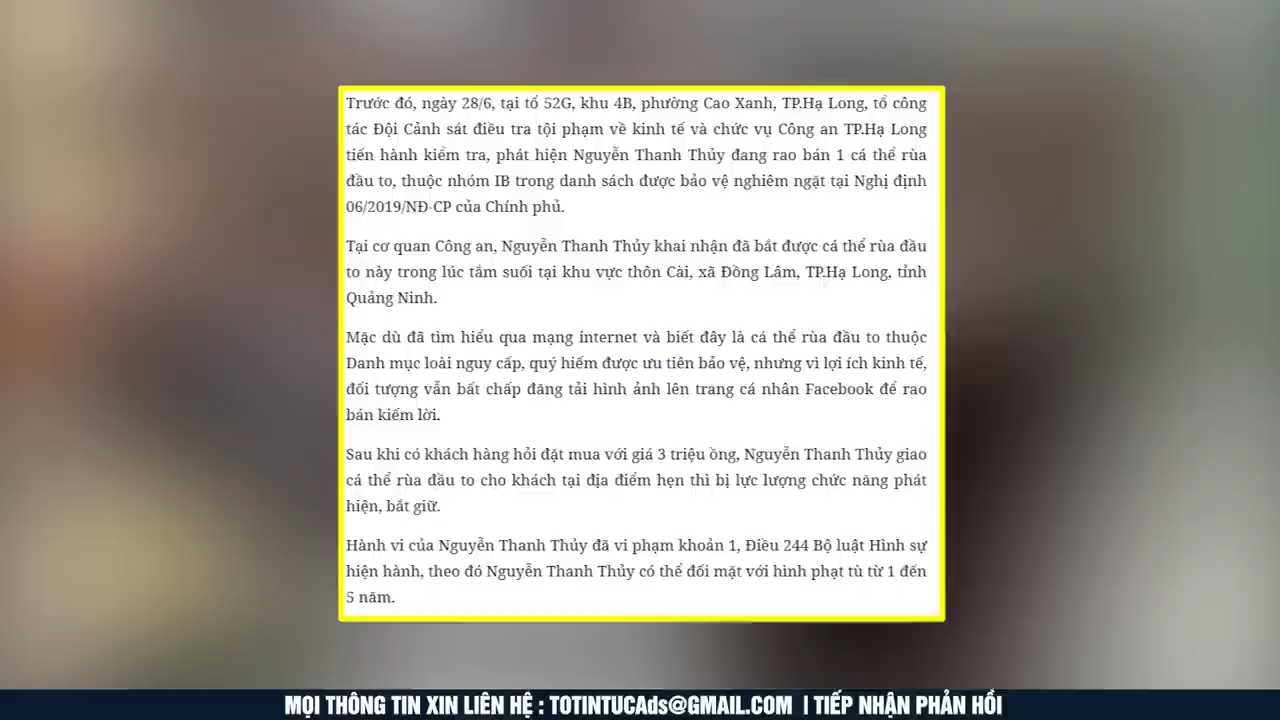 Trước đó, ngày 28/6, tại tổ 52G, khu 4B, phường Cao Xanh, TP.Hạ Long, tổ công
tác Đội Cảnh sát điều tra tội phạm về kinh tế và chức vụ Công an TP.Hạ Long
tiến hành kiểm tra, phát hiện Nguyễn Thanh Thủy đang rao bán 1 cá thể rùa
đầu to, thuộc nhóm IB trong danh sách được bảo vệ nghiêm ngặt tại Nghị định
06/2019/NĐ-CP của Chính phủ.
Tại cơ quan Công an, Nguyễn Thanh Thủy khai nhận đã bắt được cá thể rùa đầu
to này trong lúc tắm suối tại khu vực thôn Cài, xã Đồng Lâm, TP.Hạ Long, tỉnh
Quảng Ninh.
Mặc dù đã tìm hiểu qua mạng internet và biết đây là cá thể rùa đầu to thuộc
Danh mục loài nguy cấp, quý hiếm được ưu tiên bảo vệ, nhưng vì lợi ích kinh tế,
đối tượng vẫn bất chấp đăng tải hình ảnh lên trang cá nhân Facebook để rao
bán kiếm lời.
Sau khi có khách hàng hỏi đặt mua với giá 3 triệu ồng, Nguyễn Thanh Thủy giao
cá thể rùa đầu to cho khách tại địa điểm hẹn thì bị lực lượng chức năng phát
hiện, bắt giữ.
Hành vi của Nguyễn Thanh Thủy đã vi phạm khoản 1, Điều 244 Bộ luật Hình sự
hiện hành, theo đó Nguyễn Thanh Thủy có thể đối mặt với hình phạt tù từ 1 đến
5 năm.
MỌI THÔNG TIN XIN LIÊN HỆ : TOTINTUCAds@GMAIL.COM | TIẾP NHẬN PHẢN HỒI